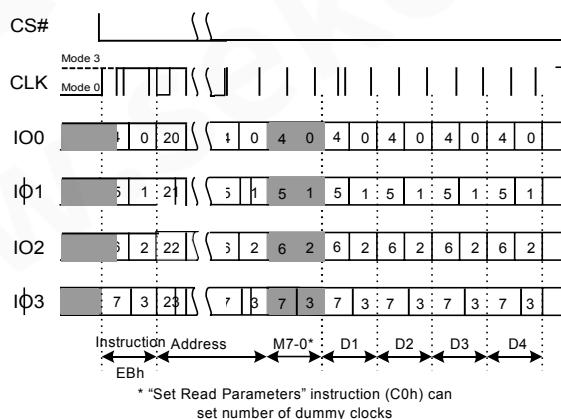 CS#
Mode 3
CLK
Mode 0
IO0 4 0 20 4 0 4 0 4 0 4 0 4 0 4 0
IO1 5 1 21 5 1 5 1 5 1 5 1 5 1 5 1
IO2 6 2 22 6 2 6 2 6 2 6 2 6 2 6 2
IO3 7 3 23 7 3 7 3 7 3 7 3 7 3 7 3
Instruction Address M7-0* D1 D2 D3 D4
EBh
* “Set Read Parameters” instruction (C0h) can
set number of dummy clocks